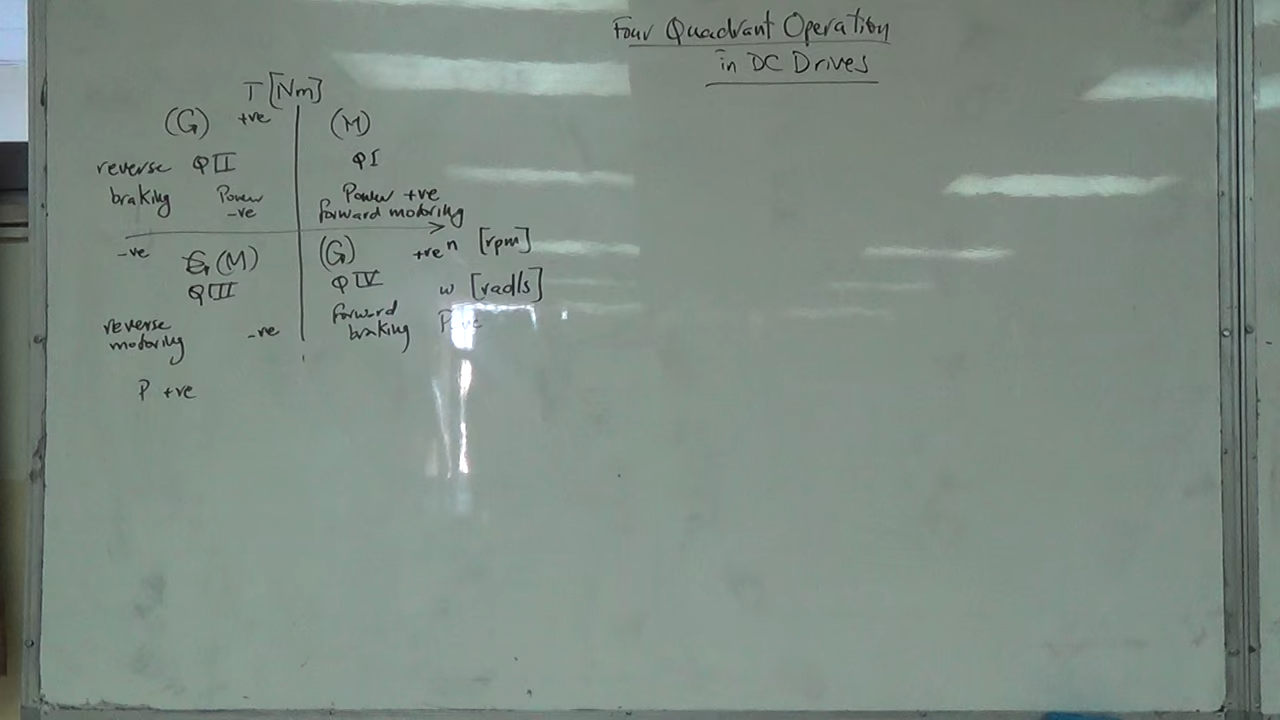 Four Quadrant Operation
in DC Drives
T [Nm]
(G) +ve (M)
reverse QII QI
braking Power Power +ve
-ve forward motoring
-ve G (M) (G) +ve n [rpm]
QIII QIV w [rad/s]
reverse -ve forward
motoring braking P
P +ve